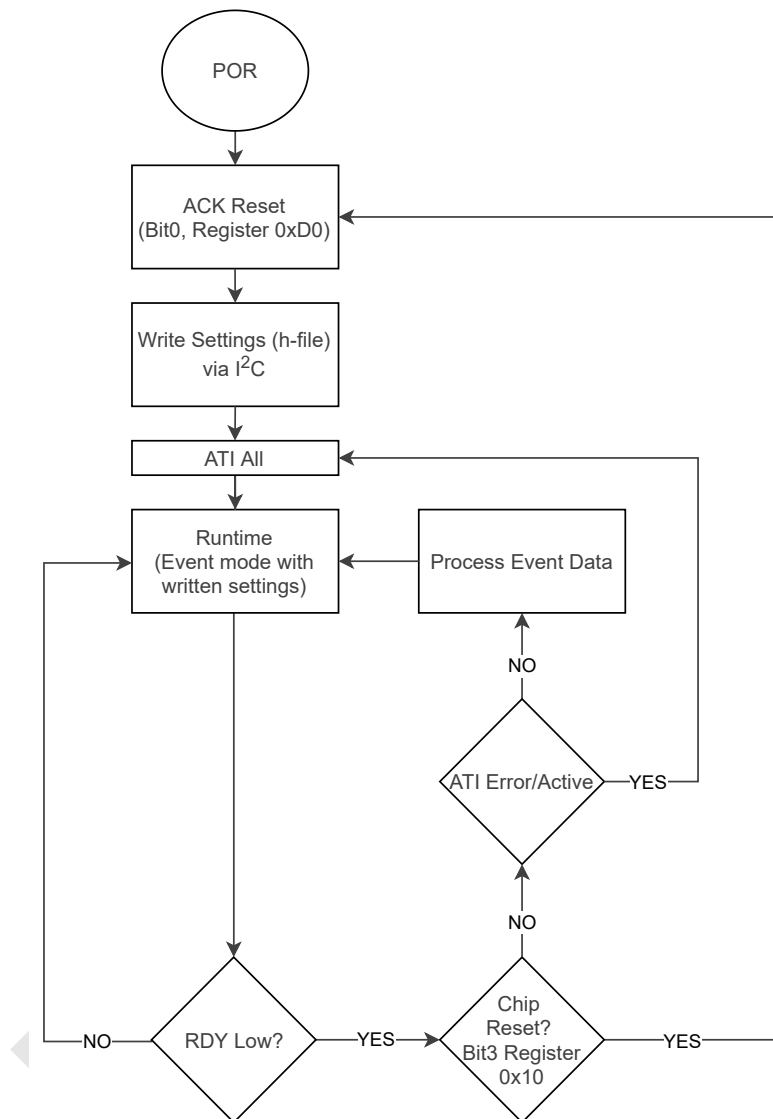 POR
ACK Reset
(Bit0, Register 0xD0)
Write Settings (h-file)
via I²C
ATI All
Runtime
(Event mode with
written settings)
Process Event Data
NO
ATI Error/Active
YES
NO
RDY Low?
NO
YES
Chip
Reset?
Bit3 Register
0x10
YES